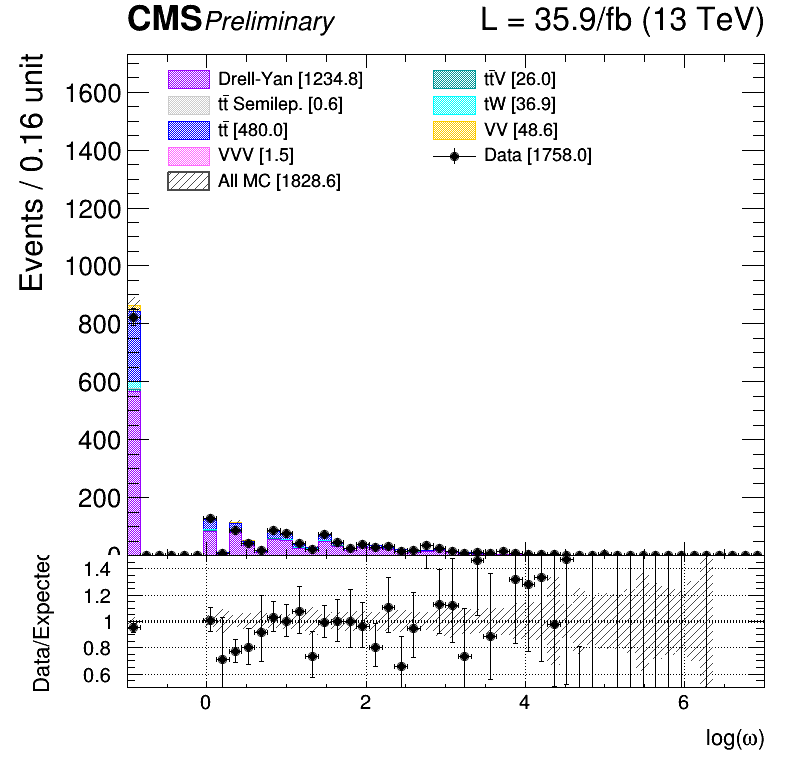 CMS Preliminary L = 35.9/fb (13 TeV)
Events / 0.16 unit
Drell-Yan [1234.8]
tt̄ Semilep. [0.6]
tt̄ [480.0]
VVV [1.5]
All MC [1828.6]
tt̄V [26.0]
tW [36.9]
VV [48.6]
Data [1758.0]
1600
1400
1200
1000
800
600
400
200
0
Data/Expected
1.4
1.2
1
0.8
0.6
0 2 4 6
log(ω)